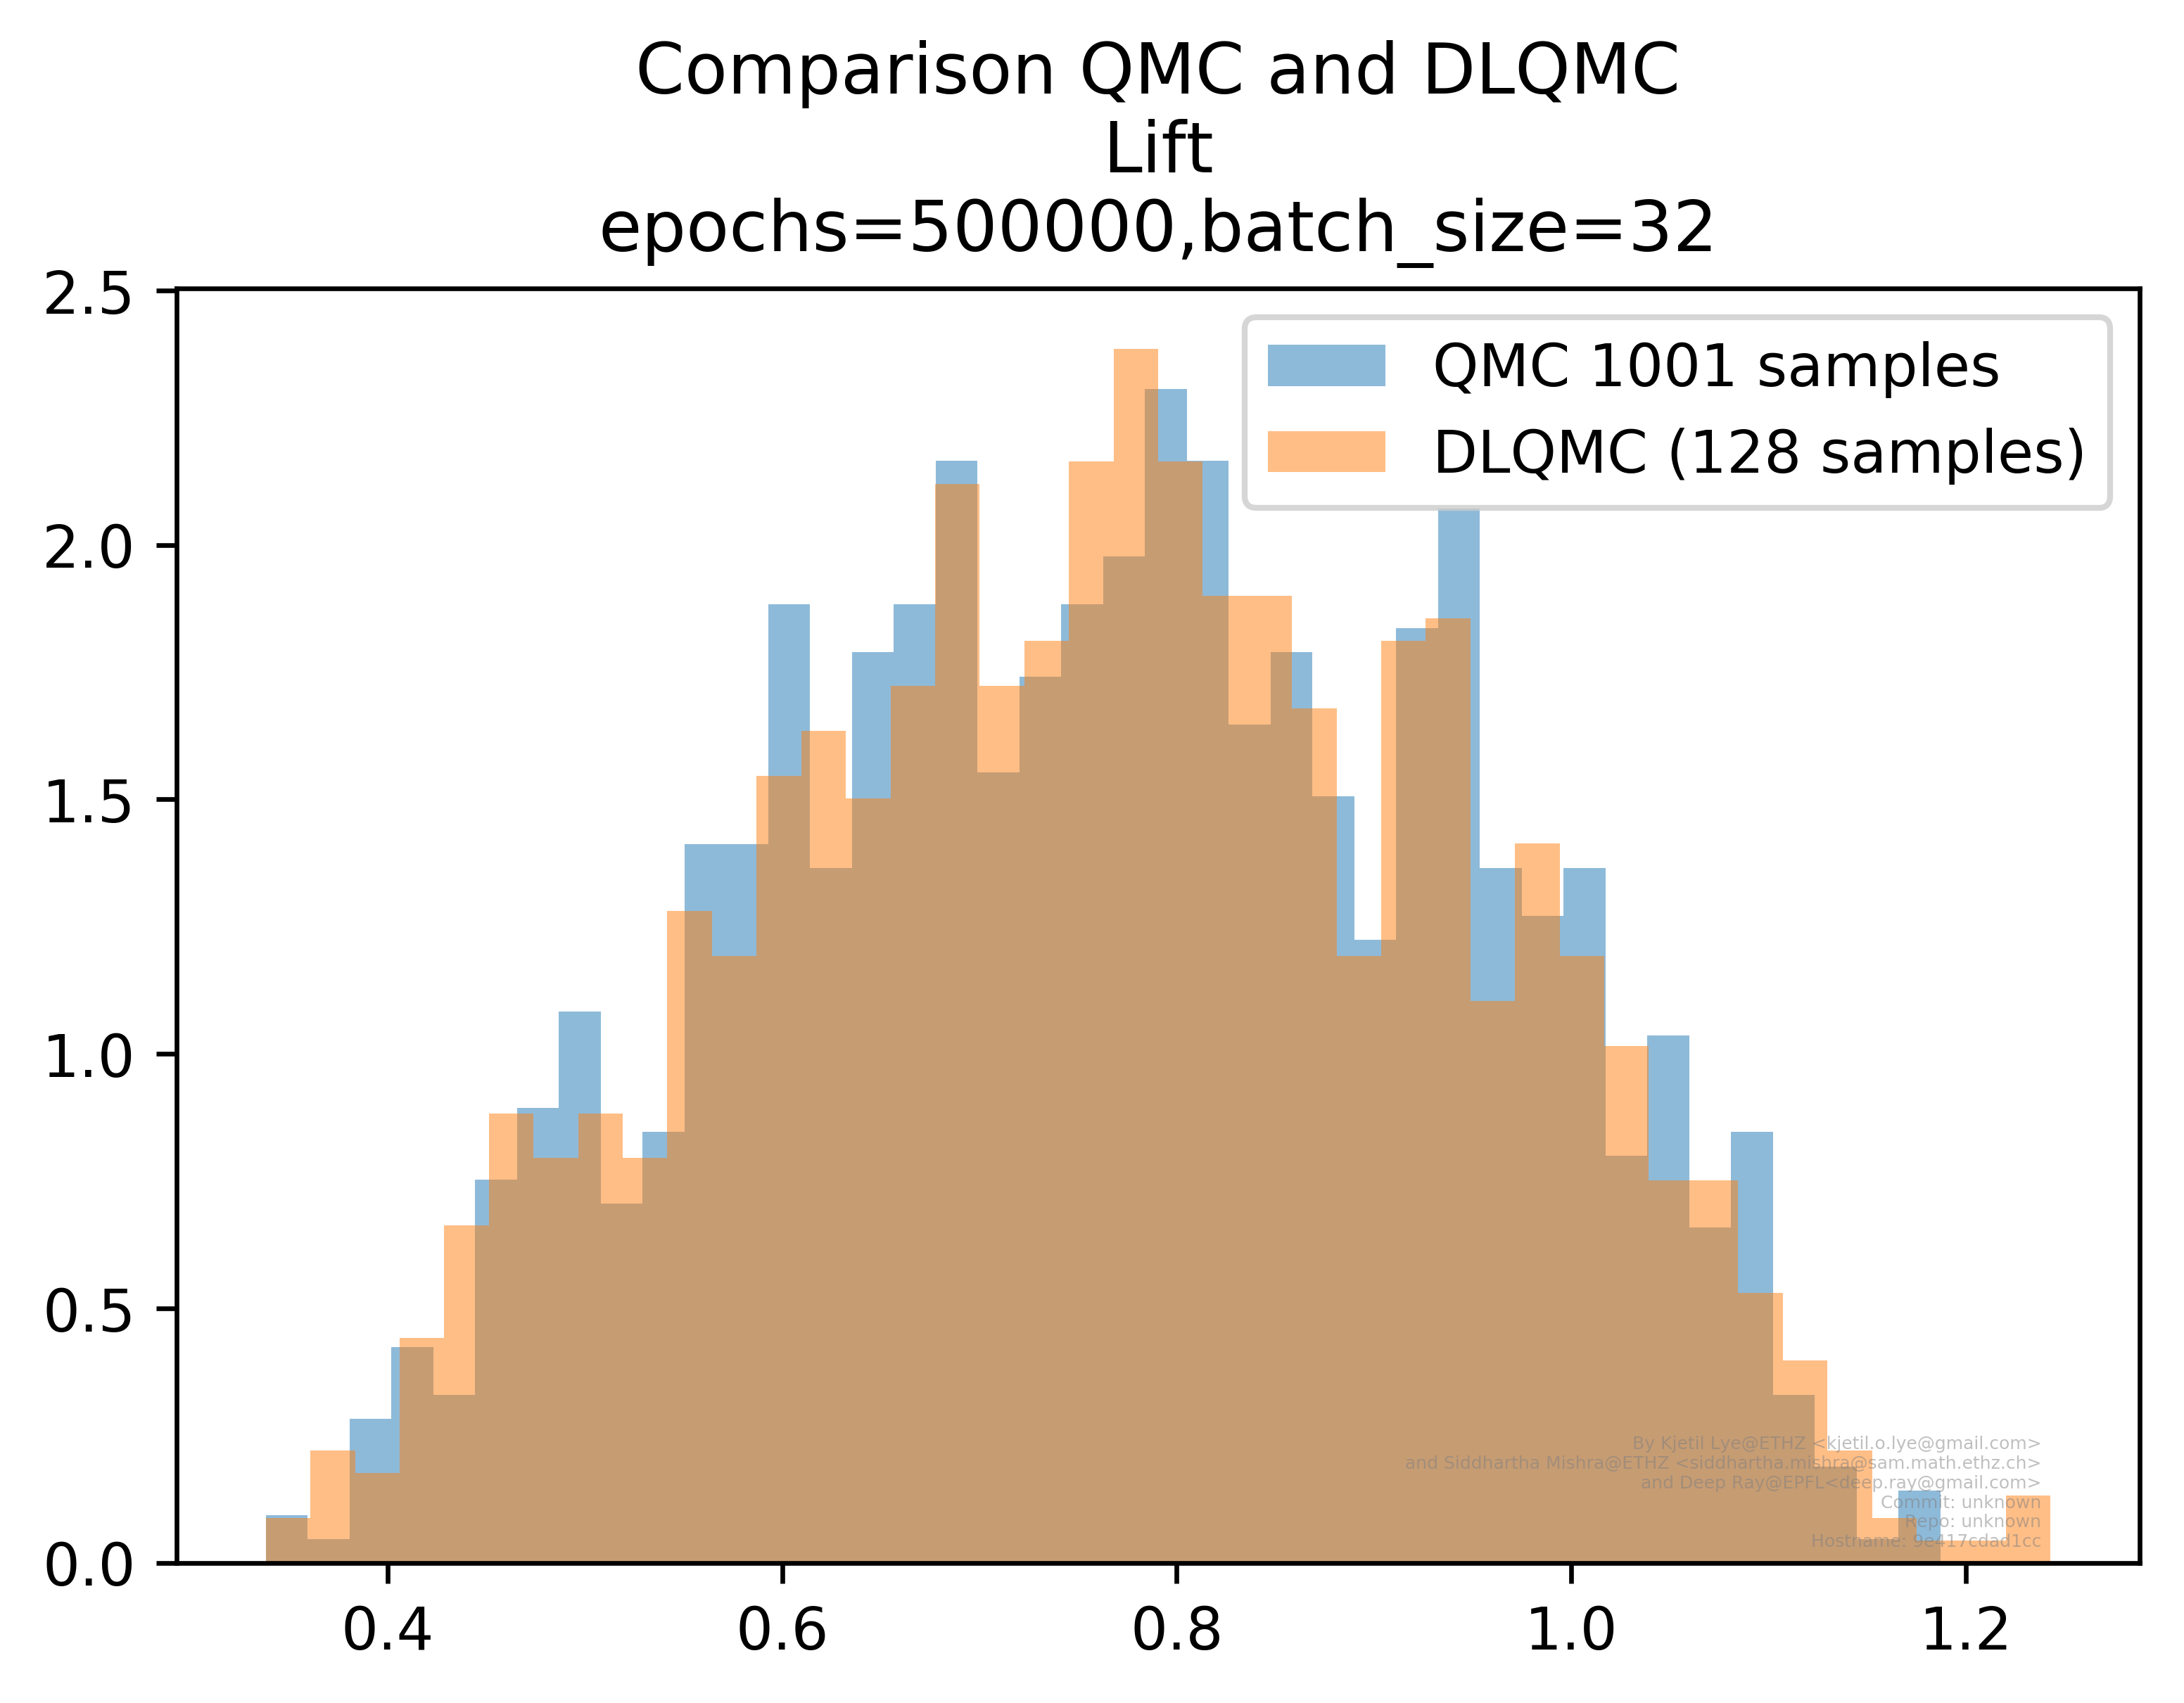 Comparison QMC and DLQMC
Lift
epochs=500000,batch_size=32
2.5
2.0
1.5
1.0
0.5
0.0
QMC 1001 samples
DLQMC (128 samples)
By Kjetil Lye@ETHZ <kjetil.o.lye@gmail.com>
and Siddhartha Mishra@ETHZ <siddhartha.mishra@sam.math.ethz.ch>
and Deep Ray@EPFL<deep.ray@gmail.com>
Commit: unknown
Repo: unknown
Hostname: 9e417cdad1cc
0.4 0.6 0.8 1.0 1.2